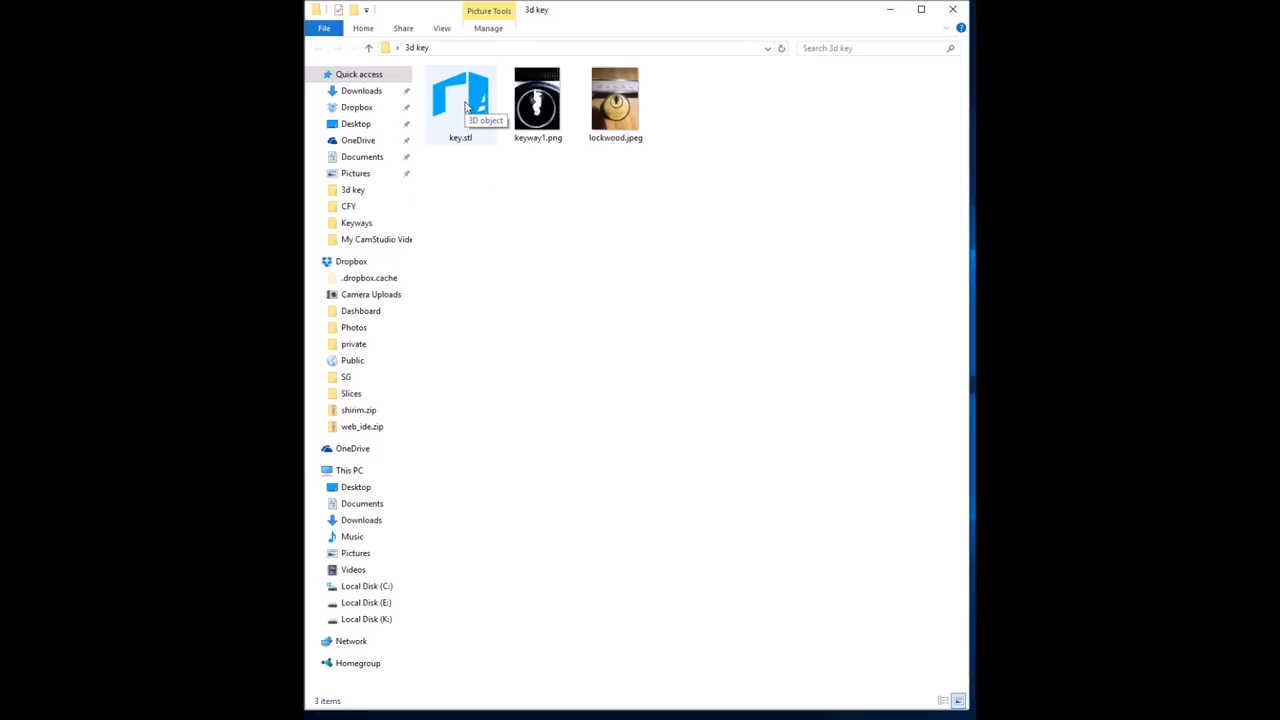 Picture Tools
3d key
File
Home
Share
View
Manage
3d key
Search 3d key
Quick access
Downloads
Dropbox
Desktop
OneDrive
Documents
Pictures
3d key
CFY
Keyways
My CamStudio Vide
Dropbox
.dropbox.cache
Camera Uploads
Dashboard
Photos
private
Public
SG
Slices
shirim.zip
web_ide.zip
OneDrive
This PC
Desktop
Documents
Downloads
Music
Pictures
Videos
Local Disk (C:)
Local Disk (E:)
Local Disk (K:)
Network
Homegroup
3D object
key.stl
keyway1.png
lockwood.jpeg
3 items